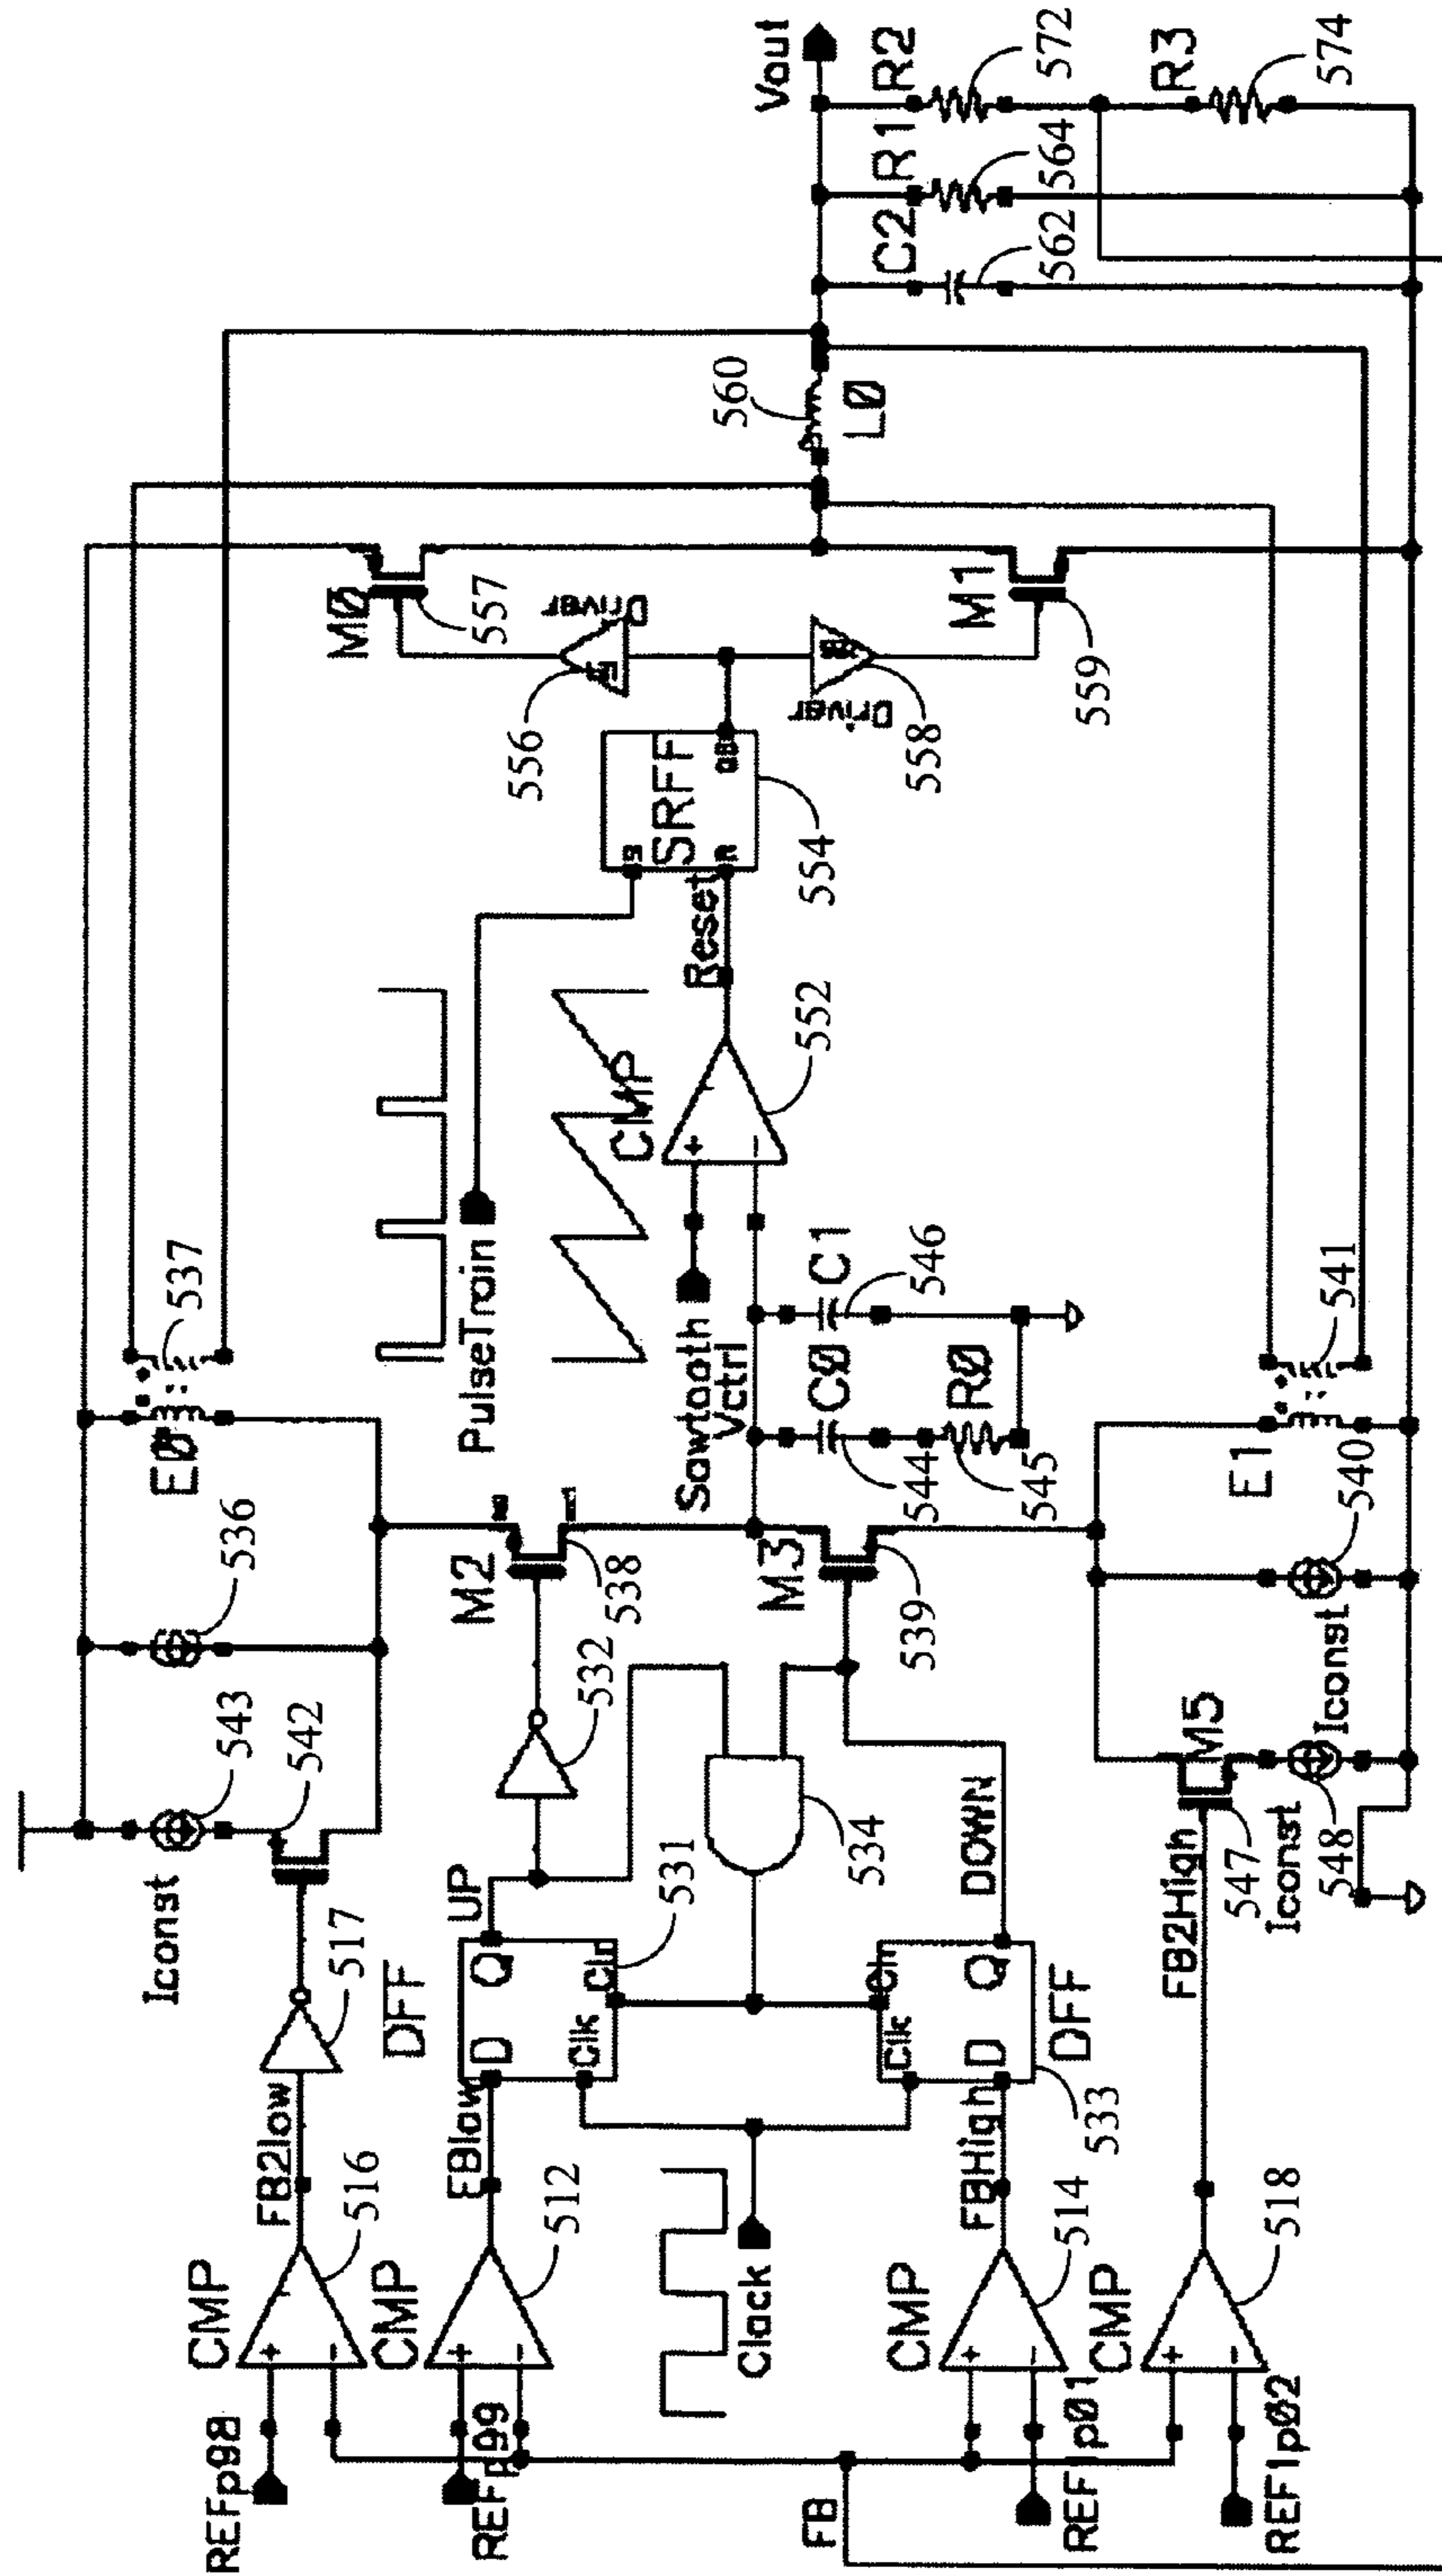 REFp98
CMP
516
FB2low
517
Iconst
543
542
536
E0
537
REFp99
CMP
512
FBlow
DFF
D
Q
Clk
Cln
531
UP
532
M2
538
PulseTrain
Clock
534
Sawtooth
Vctrl
CMP
552
Reset
SRFF
S
R
QB
554
556
Driver
M0
557
558
Driver
M1
559
560
L0
Vout
FB
REF1p01
CMP
514
FBHigh
Clk
Cln
D
Q
533
DFF
DOWN
M3
539
C0
544
R0
545
C1
546
C2
562
R1
564
R2
572
R3
574
REF1p02
CMP
518
FB2High
547
M5
Iconst
548
Iconst
540
E1
541